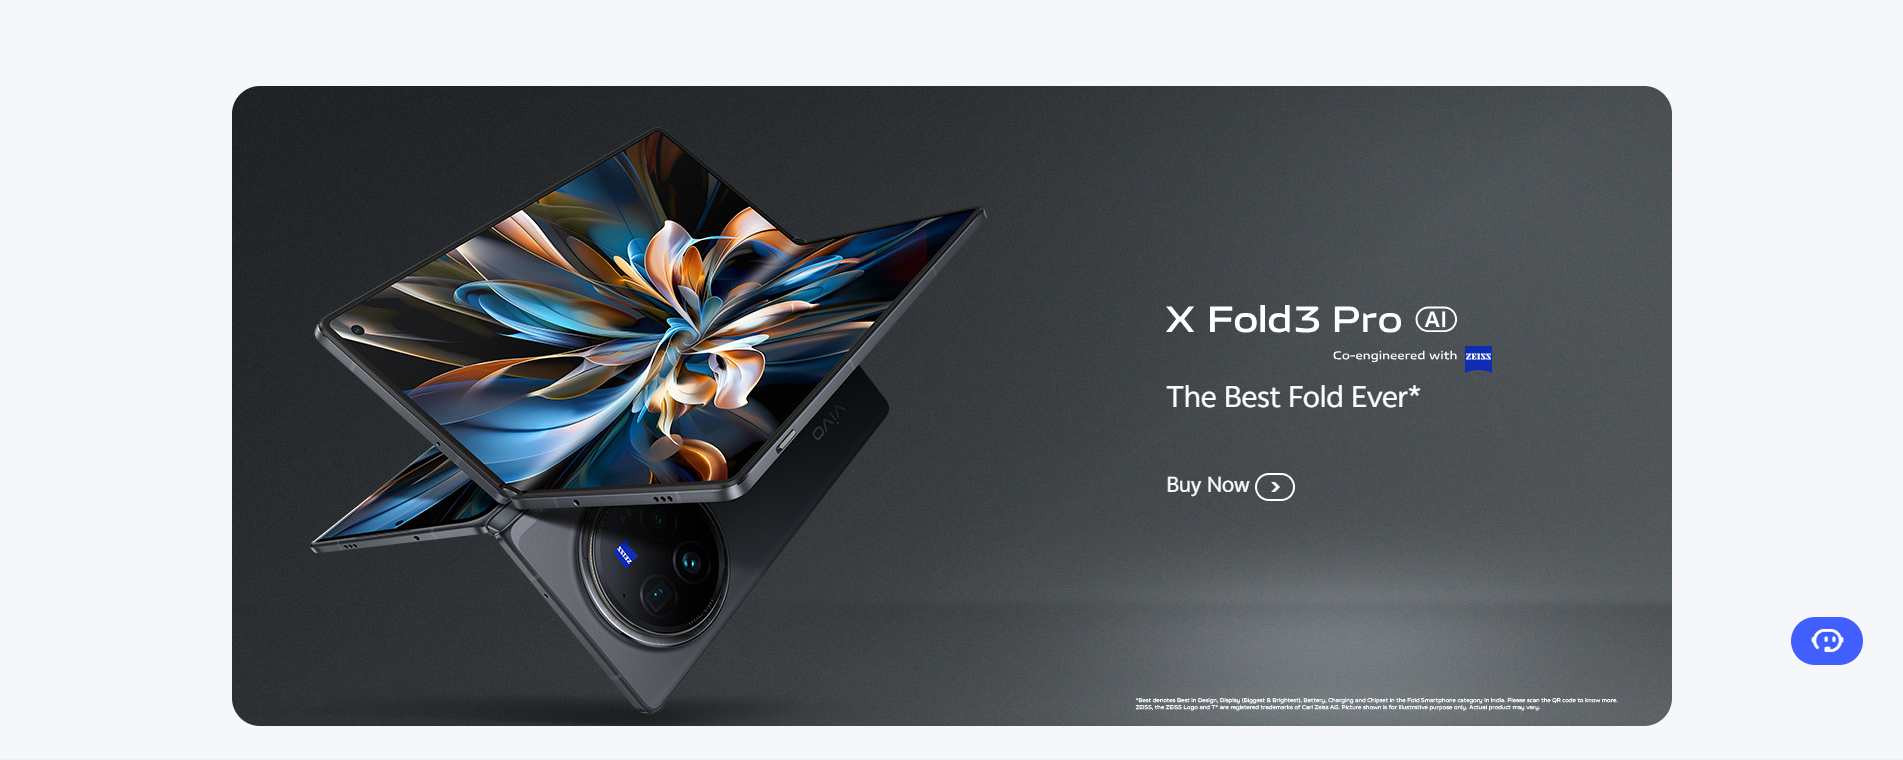 X Fold3 Pro AI
Co-engineered with ZEISS
The Best Fold Ever*
Buy Now
vivo
ZEISS
*Best denotes Best in Design, Display (Biggest & Brightest), Battery, Charging and Chipset in the Fold Smartphone category in India. Please scan the QR code to know more.
ZEISS, the ZEISS Logo and T* are registered trademarks of Carl Zeiss AG. Picture shown is for illustrative purpose only. Actual product may vary.